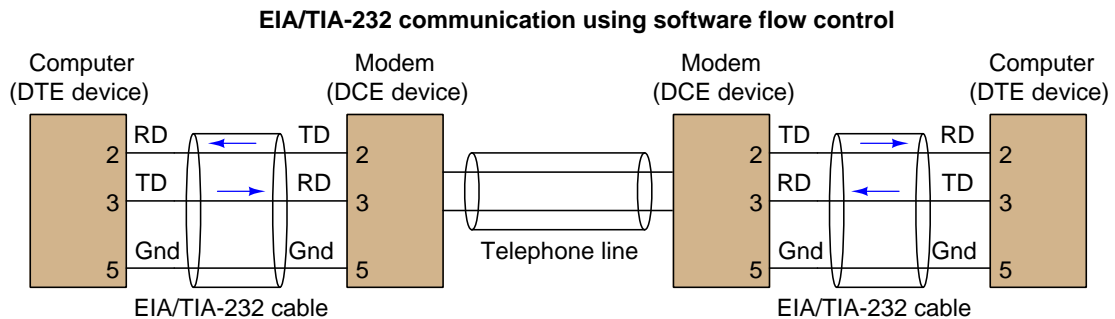 EIA/TIA-232 communication using software flow control
Computer
(DTE device)
Modem
(DCE device)
Modem
(DCE device)
Computer
(DTE device)
RD TD
2 2
TD RD
3 3
Gnd Gnd
5 5
EIA/TIA-232 cable
Telephone line
TD RD
2 2
RD TD
3 3
Gnd Gnd
5 5
EIA/TIA-232 cable